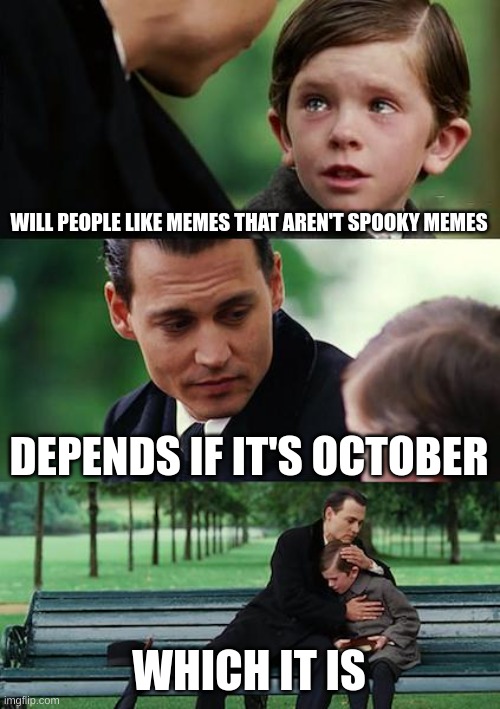 WILL PEOPLE LIKE MEMES THAT AREN'T SPOOKY MEMES
DEPENDS IF IT'S OCTOBER
WHICH IT IS
imgflip.com